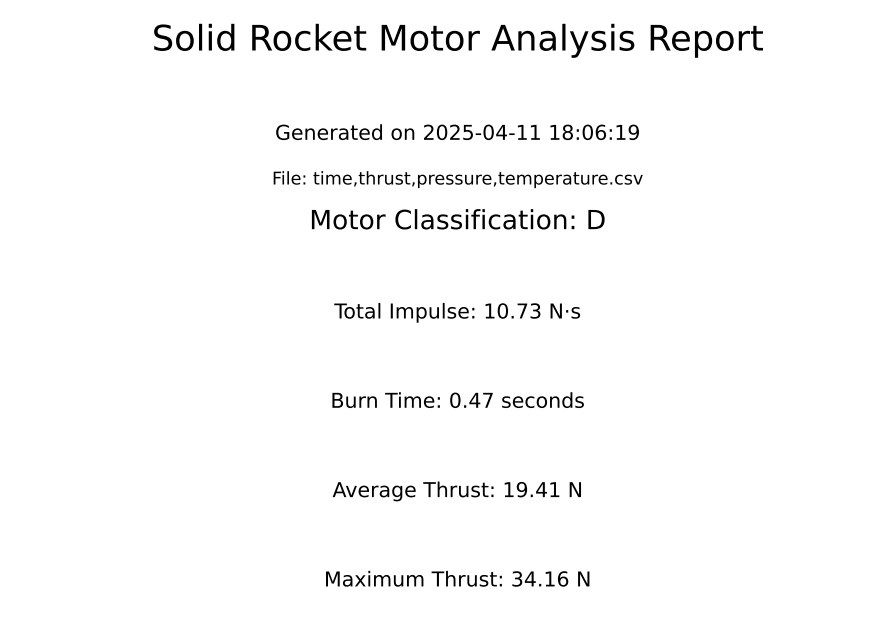 Solid Rocket Motor Analysis Report
Generated on 2025-04-11 18:06:19
File: time,thrust,pressure,temperature.csv
Motor Classification: D
Total Impulse: 10.73 N·s
Burn Time: 0.47 seconds
Average Thrust: 19.41 N
Maximum Thrust: 34.16 N